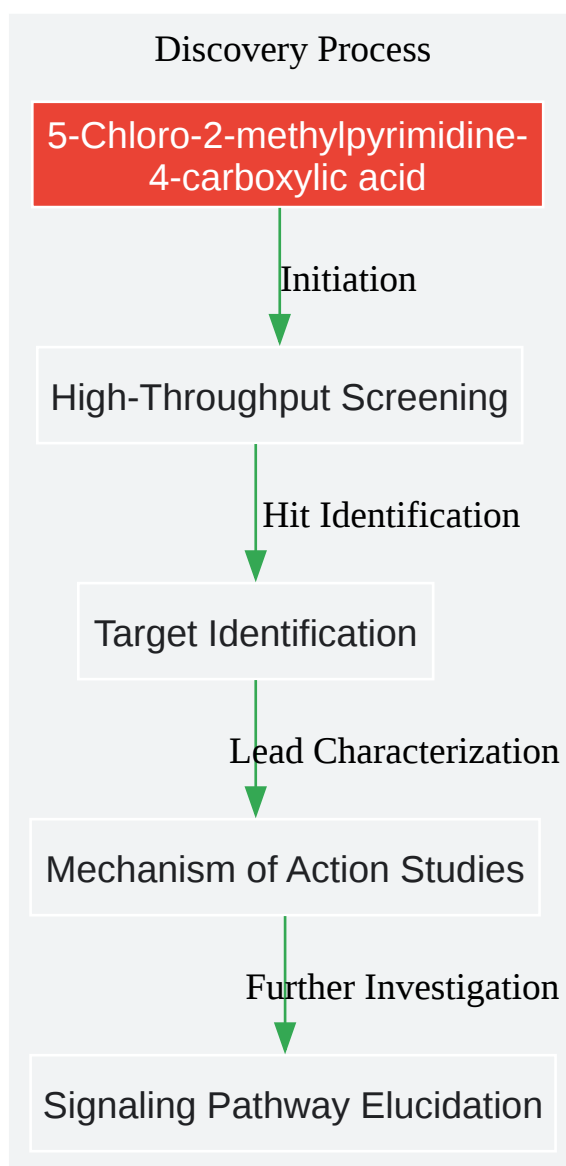 Discovery Process
5-Chloro-2-methylpyrimidine-
4-carboxylic acid
Initiation
High-Throughput Screening
Hit Identification
Target Identification
Lead Characterization
Mechanism of Action Studies
Further Investigation
Signaling Pathway Elucidation